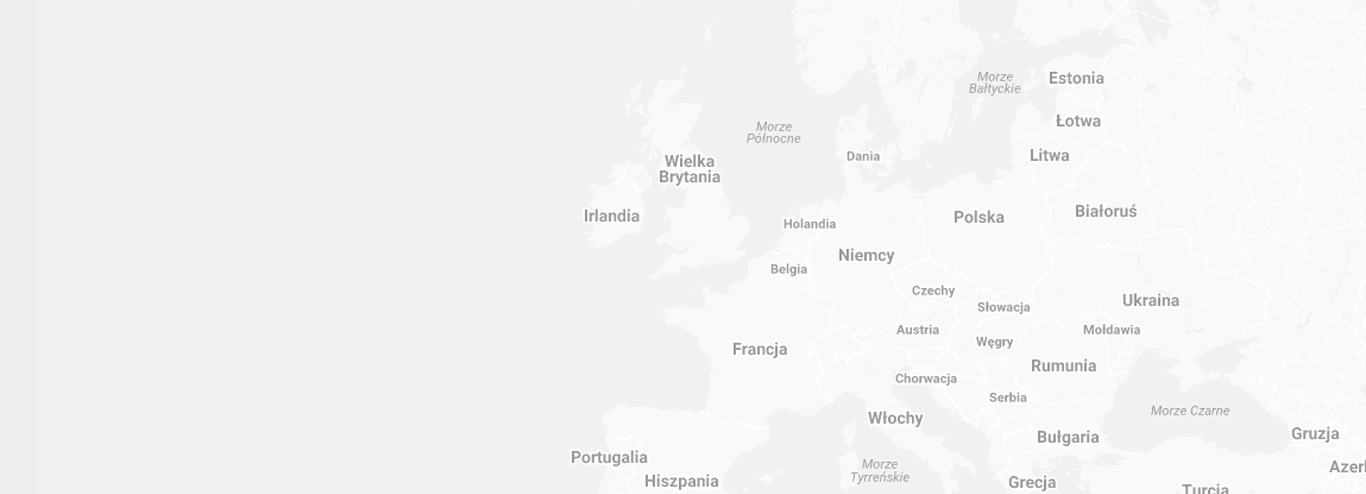 Morze
Bałtyckie
Estonia
Łotwa
Morze
Północne
Litwa
Dania
Wielka
Brytania
Białoruś
Irlandia
Polska
Holandia
Niemcy
Belgia
Czechy
Ukraina
Słowacja
Austria
Mołdawia
Węgry
Francja
Rumunia
Chorwacja
Serbia
Morze Czarne
Włochy
Gruzja
Bułgaria
Portugalia
Morze
Tyrreńskie
Azerb
Hiszpania
Grecja
Turcja